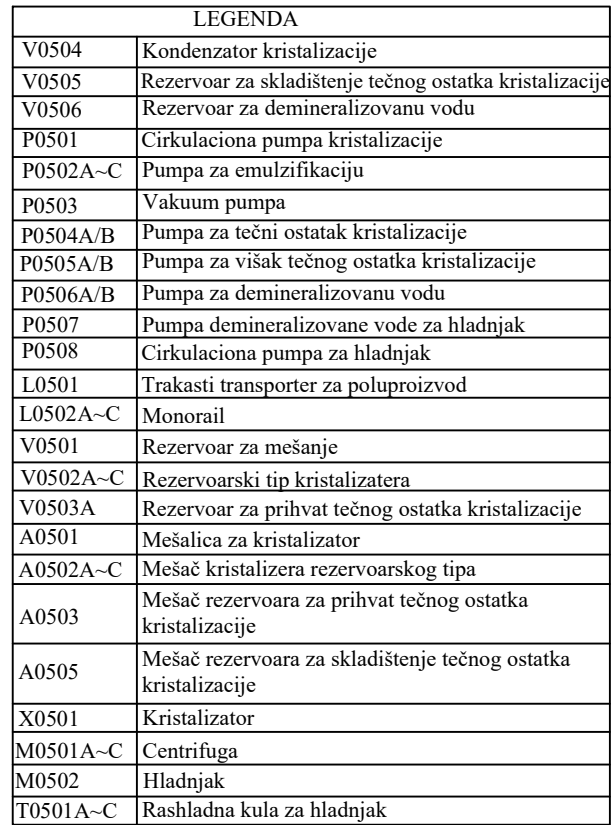 LEGENDA
V0504 Kondenzator kristalizacije
V0505 Rezervoar za skladištenje tečnog ostatka kristalizacije
V0506 Rezervoar za demineralizovanu vodu
P0501 Cirkulaciona pumpa kristalizacije
P0502A~C Pumpa za emulzifikaciju
P0503 Vakuum pumpa
P0504A/B Pumpa za tečni ostatak kristalizacije
P0505A/B Pumpa za višak tečnog ostatka kristalizacije
P0506A/B Pumpa za demineralizovanu vodu
P0507 Pumpa demineralizovane vode za hladnjak
P0508 Cirkulaciona pumpa za hladnjak
L0501 Trakasti transporter za poluproizvod
L0502A~C Monorail
V0501 Rezervoar za mešanje
V0502A~C Rezervoarski tip kristalizatera
V0503A Rezervoar za prihvat tečnog ostatka kristalizacije
A0501 Mešalica za kristalizator
A0502A~C Mešač kristalizera rezervoarskog tipa
A0503 Mešač rezervoara za prihvat tečnog ostatka
kristalizacije
A0505 Mešač rezervoara za skladištenje tečnog ostatka
kristalizacije
X0501 Kristalizator
M0501A~C Centrifuga
M0502 Hladnjak
T0501A~C Rashladna kula za hladnjak